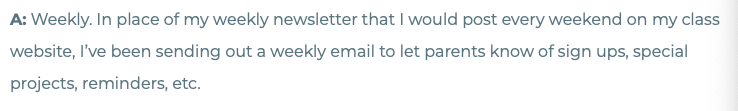 A: Weekly. In place of my weekly newsletter that I would post every weekend on my class
website, I’ve been sending out a weekly email to let parents know of sign ups, special
projects, reminders, etc.